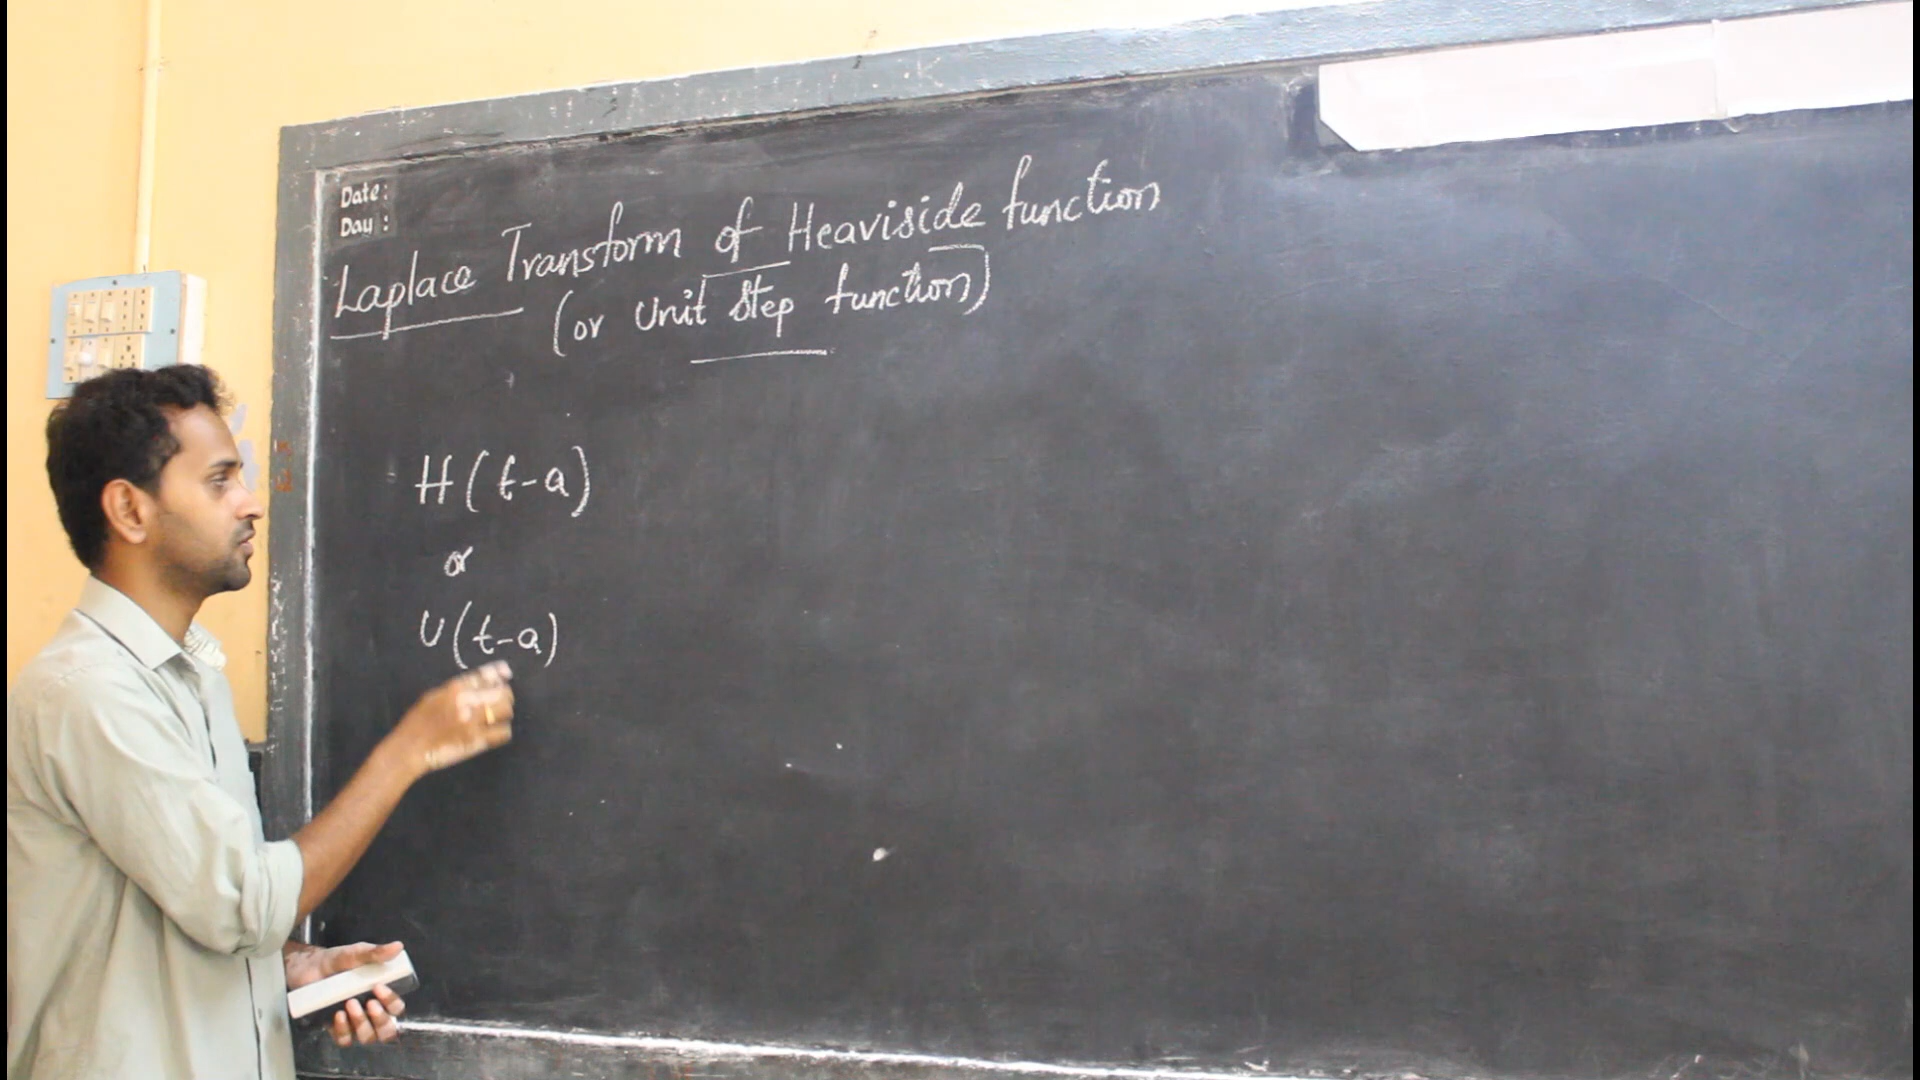 Date:
Day:
Laplace Transform of Heaviside function
(or Unit Step function)
H(t-a)
or
U(t-a)